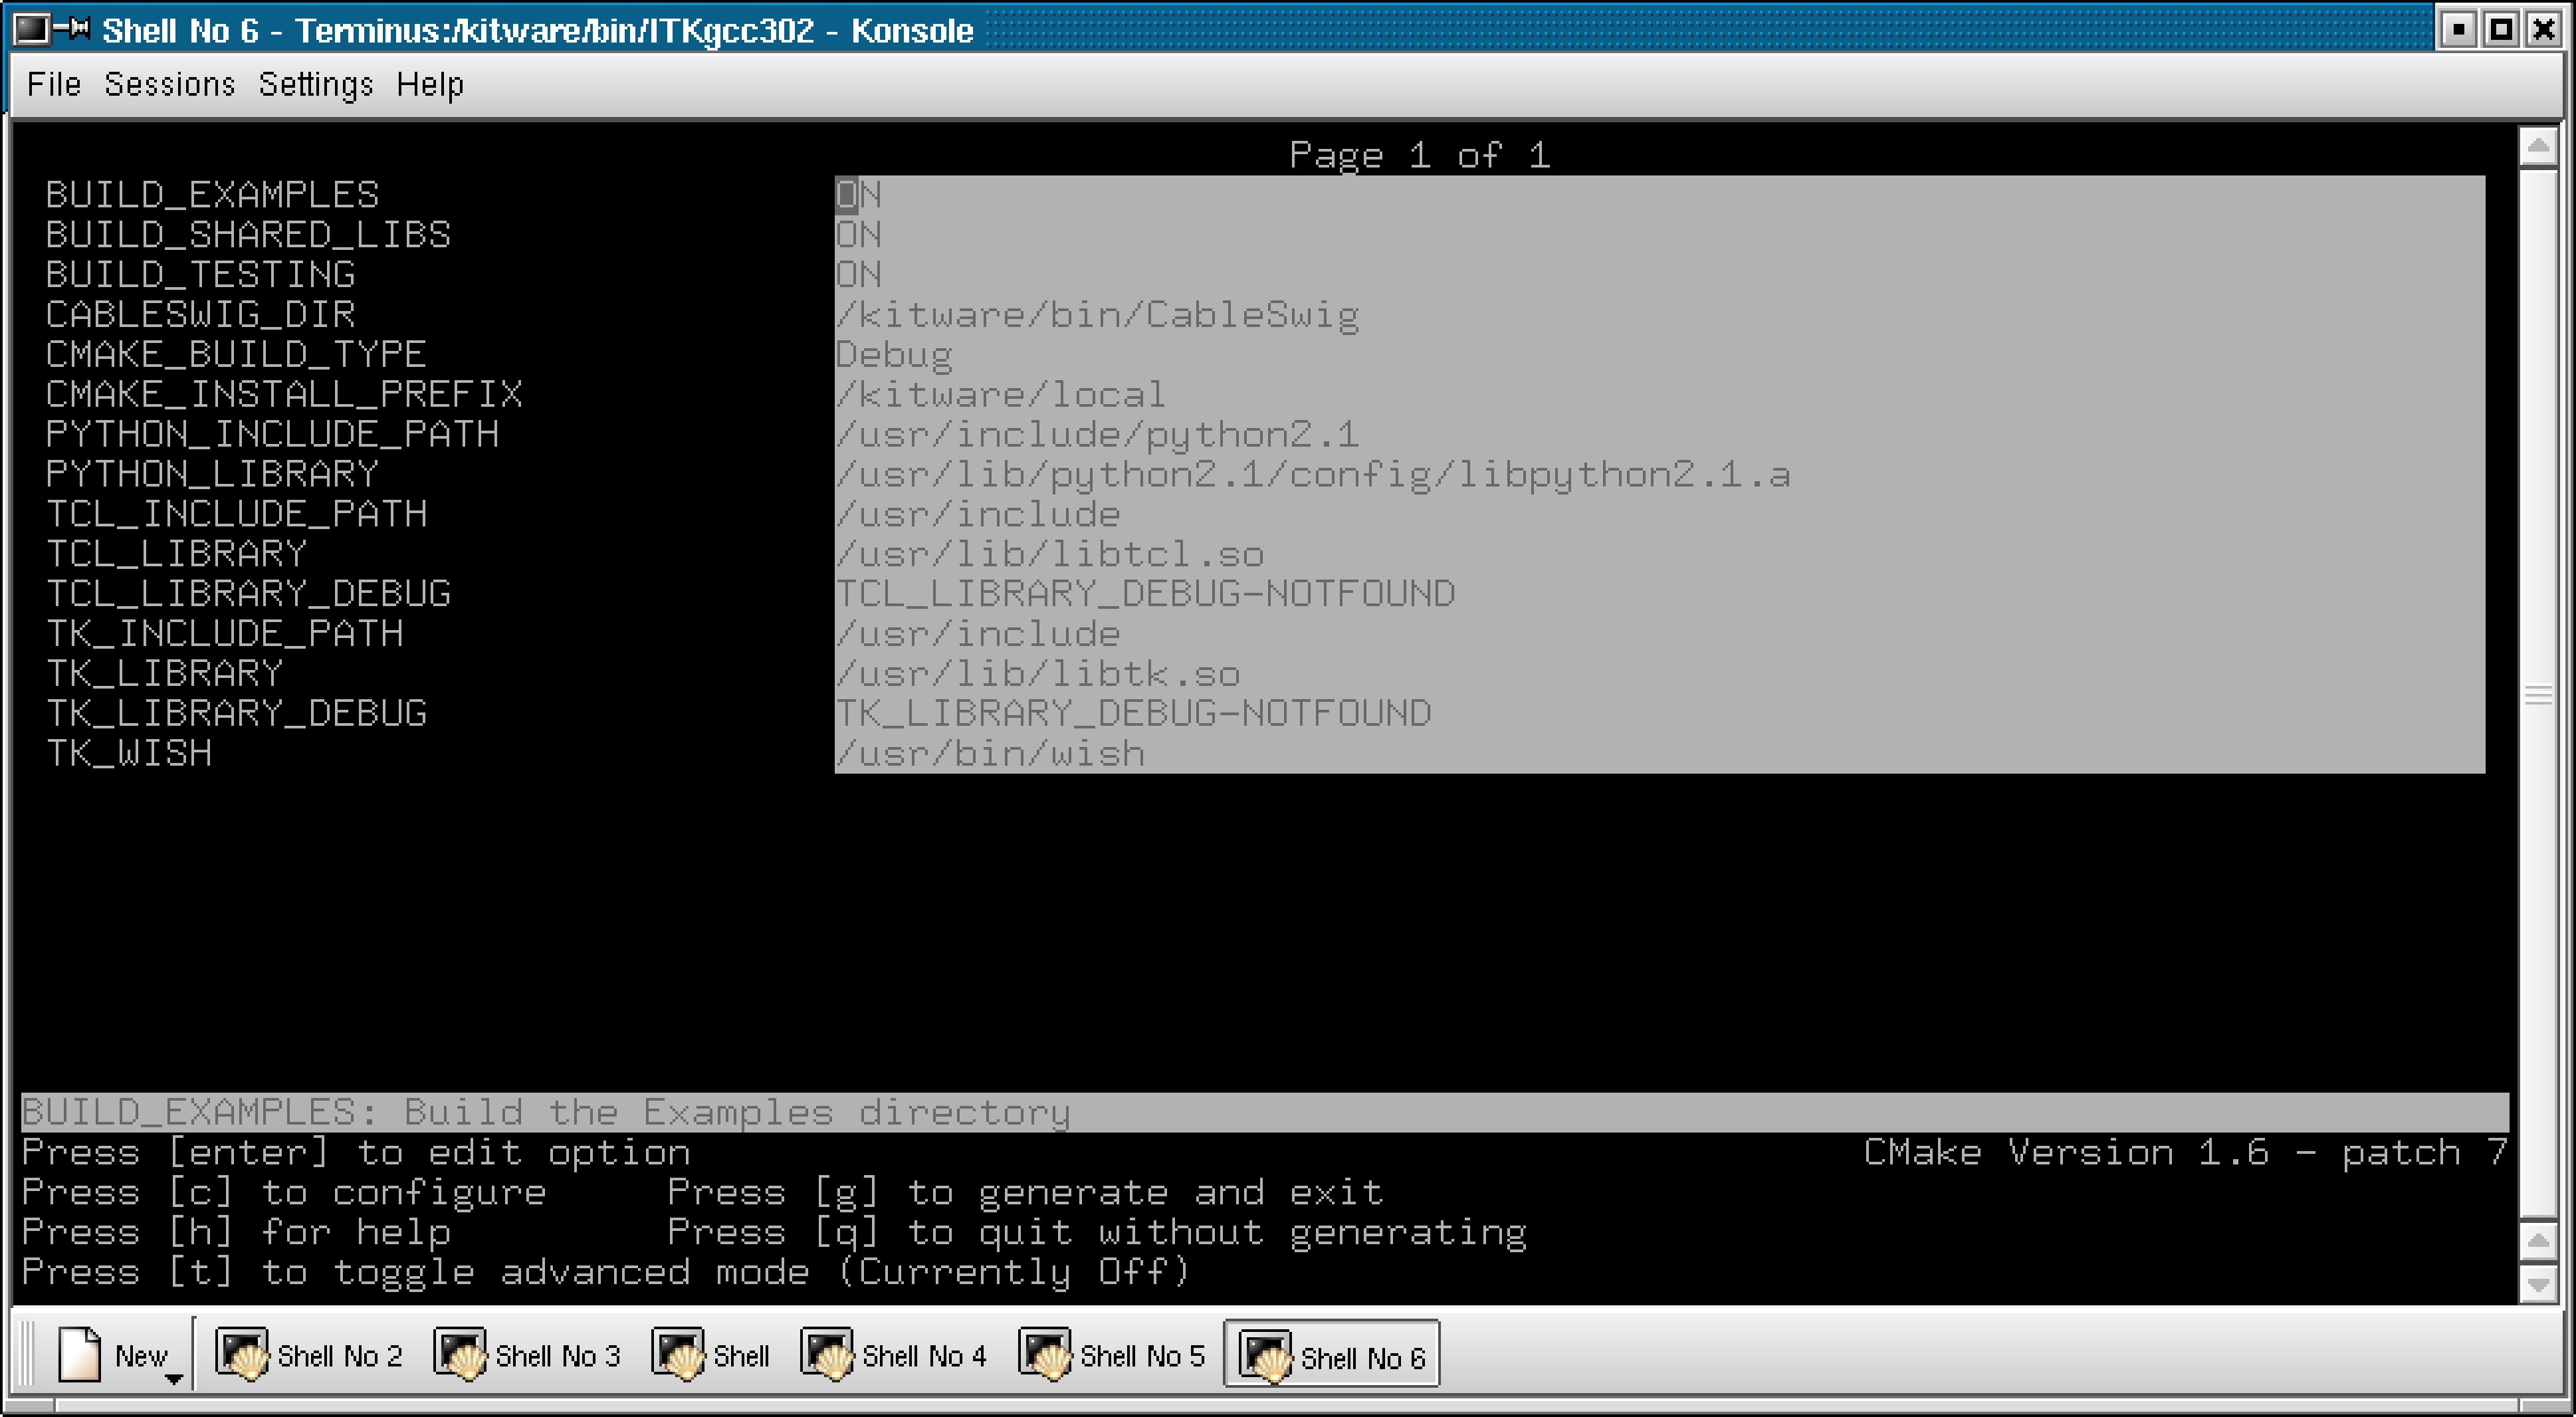 Shell No 6 - Terminus:/kitware/bin/ITKgcc302 - Konsole
File Sessions Settings Help
Page 1 of 1
BUILD_EXAMPLES ON
BUILD_SHARED_LIBS ON
BUILD_TESTING ON
CABLESWIG_DIR /kitware/bin/CableSwig
CMAKE_BUILD_TYPE Debug
CMAKE_INSTALL_PREFIX /kitware/local
PYTHON_INCLUDE_PATH /usr/include/python2.1
PYTHON_LIBRARY /usr/lib/python2.1/config/libpython2.1.a
TCL_INCLUDE_PATH /usr/include
TCL_LIBRARY /usr/lib/libtcl.so
TCL_LIBRARY_DEBUG TCL_LIBRARY_DEBUG-NOTFOUND
TK_INCLUDE_PATH /usr/include
TK_LIBRARY /usr/lib/libtk.so
TK_LIBRARY_DEBUG TK_LIBRARY_DEBUG-NOTFOUND
TK_WISH /usr/bin/wish
BUILD_EXAMPLES: Build the Examples directory
Press [enter] to edit option CMake Version 1.6 - patch 7
Press [c] to configure Press [g] to generate and exit
Press [h] for help Press [q] to quit without generating
Press [t] to toggle advanced mode (Currently Off)
New Shell No 2 Shell No 3 Shell Shell No 4 Shell No 5 Shell No 6